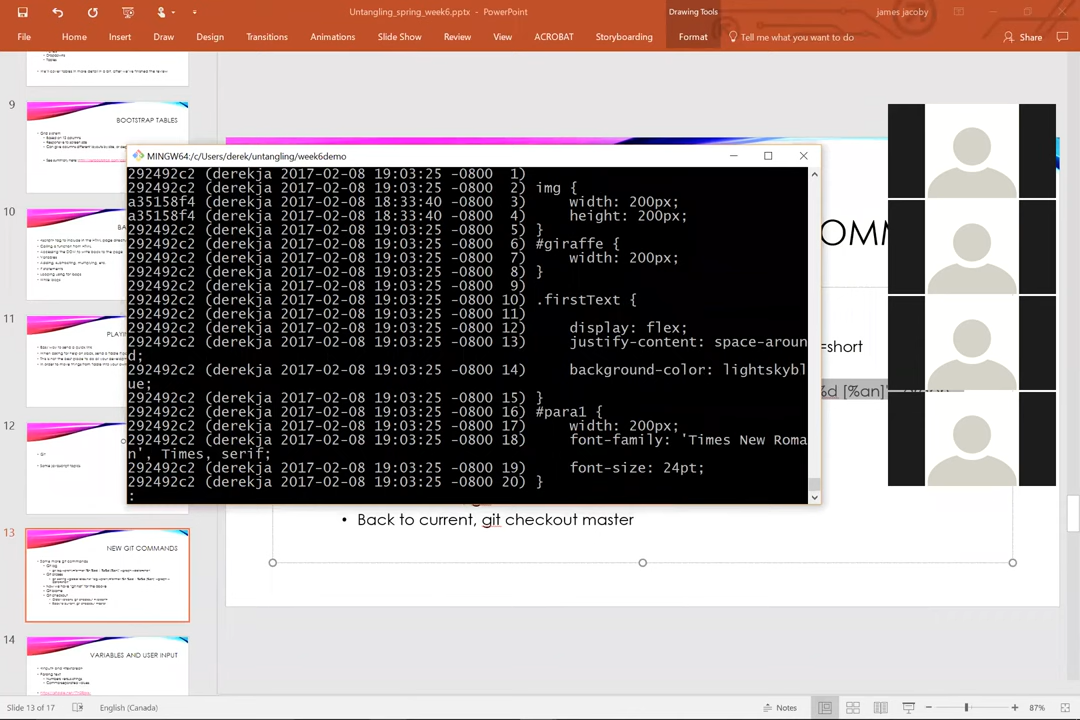 Untangling_spring_week6.pptx - PowerPoint
Drawing Tools
james jacoby
File Home Insert Draw Design Transitions Animations Slide Show Review View ACROBAT Storyboarding Format Tell me what you want to do Share
9
BOOTSTRAP TABLES
10
11
12
13
NEW GIT COMMANDS
Some more git commands
14
VARIABLES AND USER INPUT
MINGW64:/c/Users/derek/untangling/week6demo
292492c2 (derekja 2017-02-08 19:03:25 -0800  1)
292492c2 (derekja 2017-02-08 19:03:25 -0800  2) img {
a35158f4 (derekja 2017-02-08 18:33:40 -0800  3)     width: 200px;
a35158f4 (derekja 2017-02-08 18:33:40 -0800  4)     height: 200px;
292492c2 (derekja 2017-02-08 19:03:25 -0800  5) }
292492c2 (derekja 2017-02-08 19:03:25 -0800  6) #giraffe {
292492c2 (derekja 2017-02-08 19:03:25 -0800  7)     width: 200px;
292492c2 (derekja 2017-02-08 19:03:25 -0800  8) }
292492c2 (derekja 2017-02-08 19:03:25 -0800  9)
292492c2 (derekja 2017-02-08 19:03:25 -0800 10) .firstText {
292492c2 (derekja 2017-02-08 19:03:25 -0800 11)
292492c2 (derekja 2017-02-08 19:03:25 -0800 12)     display: flex;
292492c2 (derekja 2017-02-08 19:03:25 -0800 13)     justify-content: space-aroun
d;
292492c2 (derekja 2017-02-08 19:03:25 -0800 14)     background-color: lightskybl
ue;
292492c2 (derekja 2017-02-08 19:03:25 -0800 15) }
292492c2 (derekja 2017-02-08 19:03:25 -0800 16) #para1 {
292492c2 (derekja 2017-02-08 19:03:25 -0800 17)     width: 200px;
292492c2 (derekja 2017-02-08 19:03:25 -0800 18)     font-family: 'Times New Roma
n', Times, serif;
292492c2 (derekja 2017-02-08 19:03:25 -0800 19)     font-size: 24pt;
292492c2 (derekja 2017-02-08 19:03:25 -0800 20) }
:
OMM
=short
%d [%an]"
• Back to current, git checkout master
Slide 13 of 17 English (Canada) Notes 87%